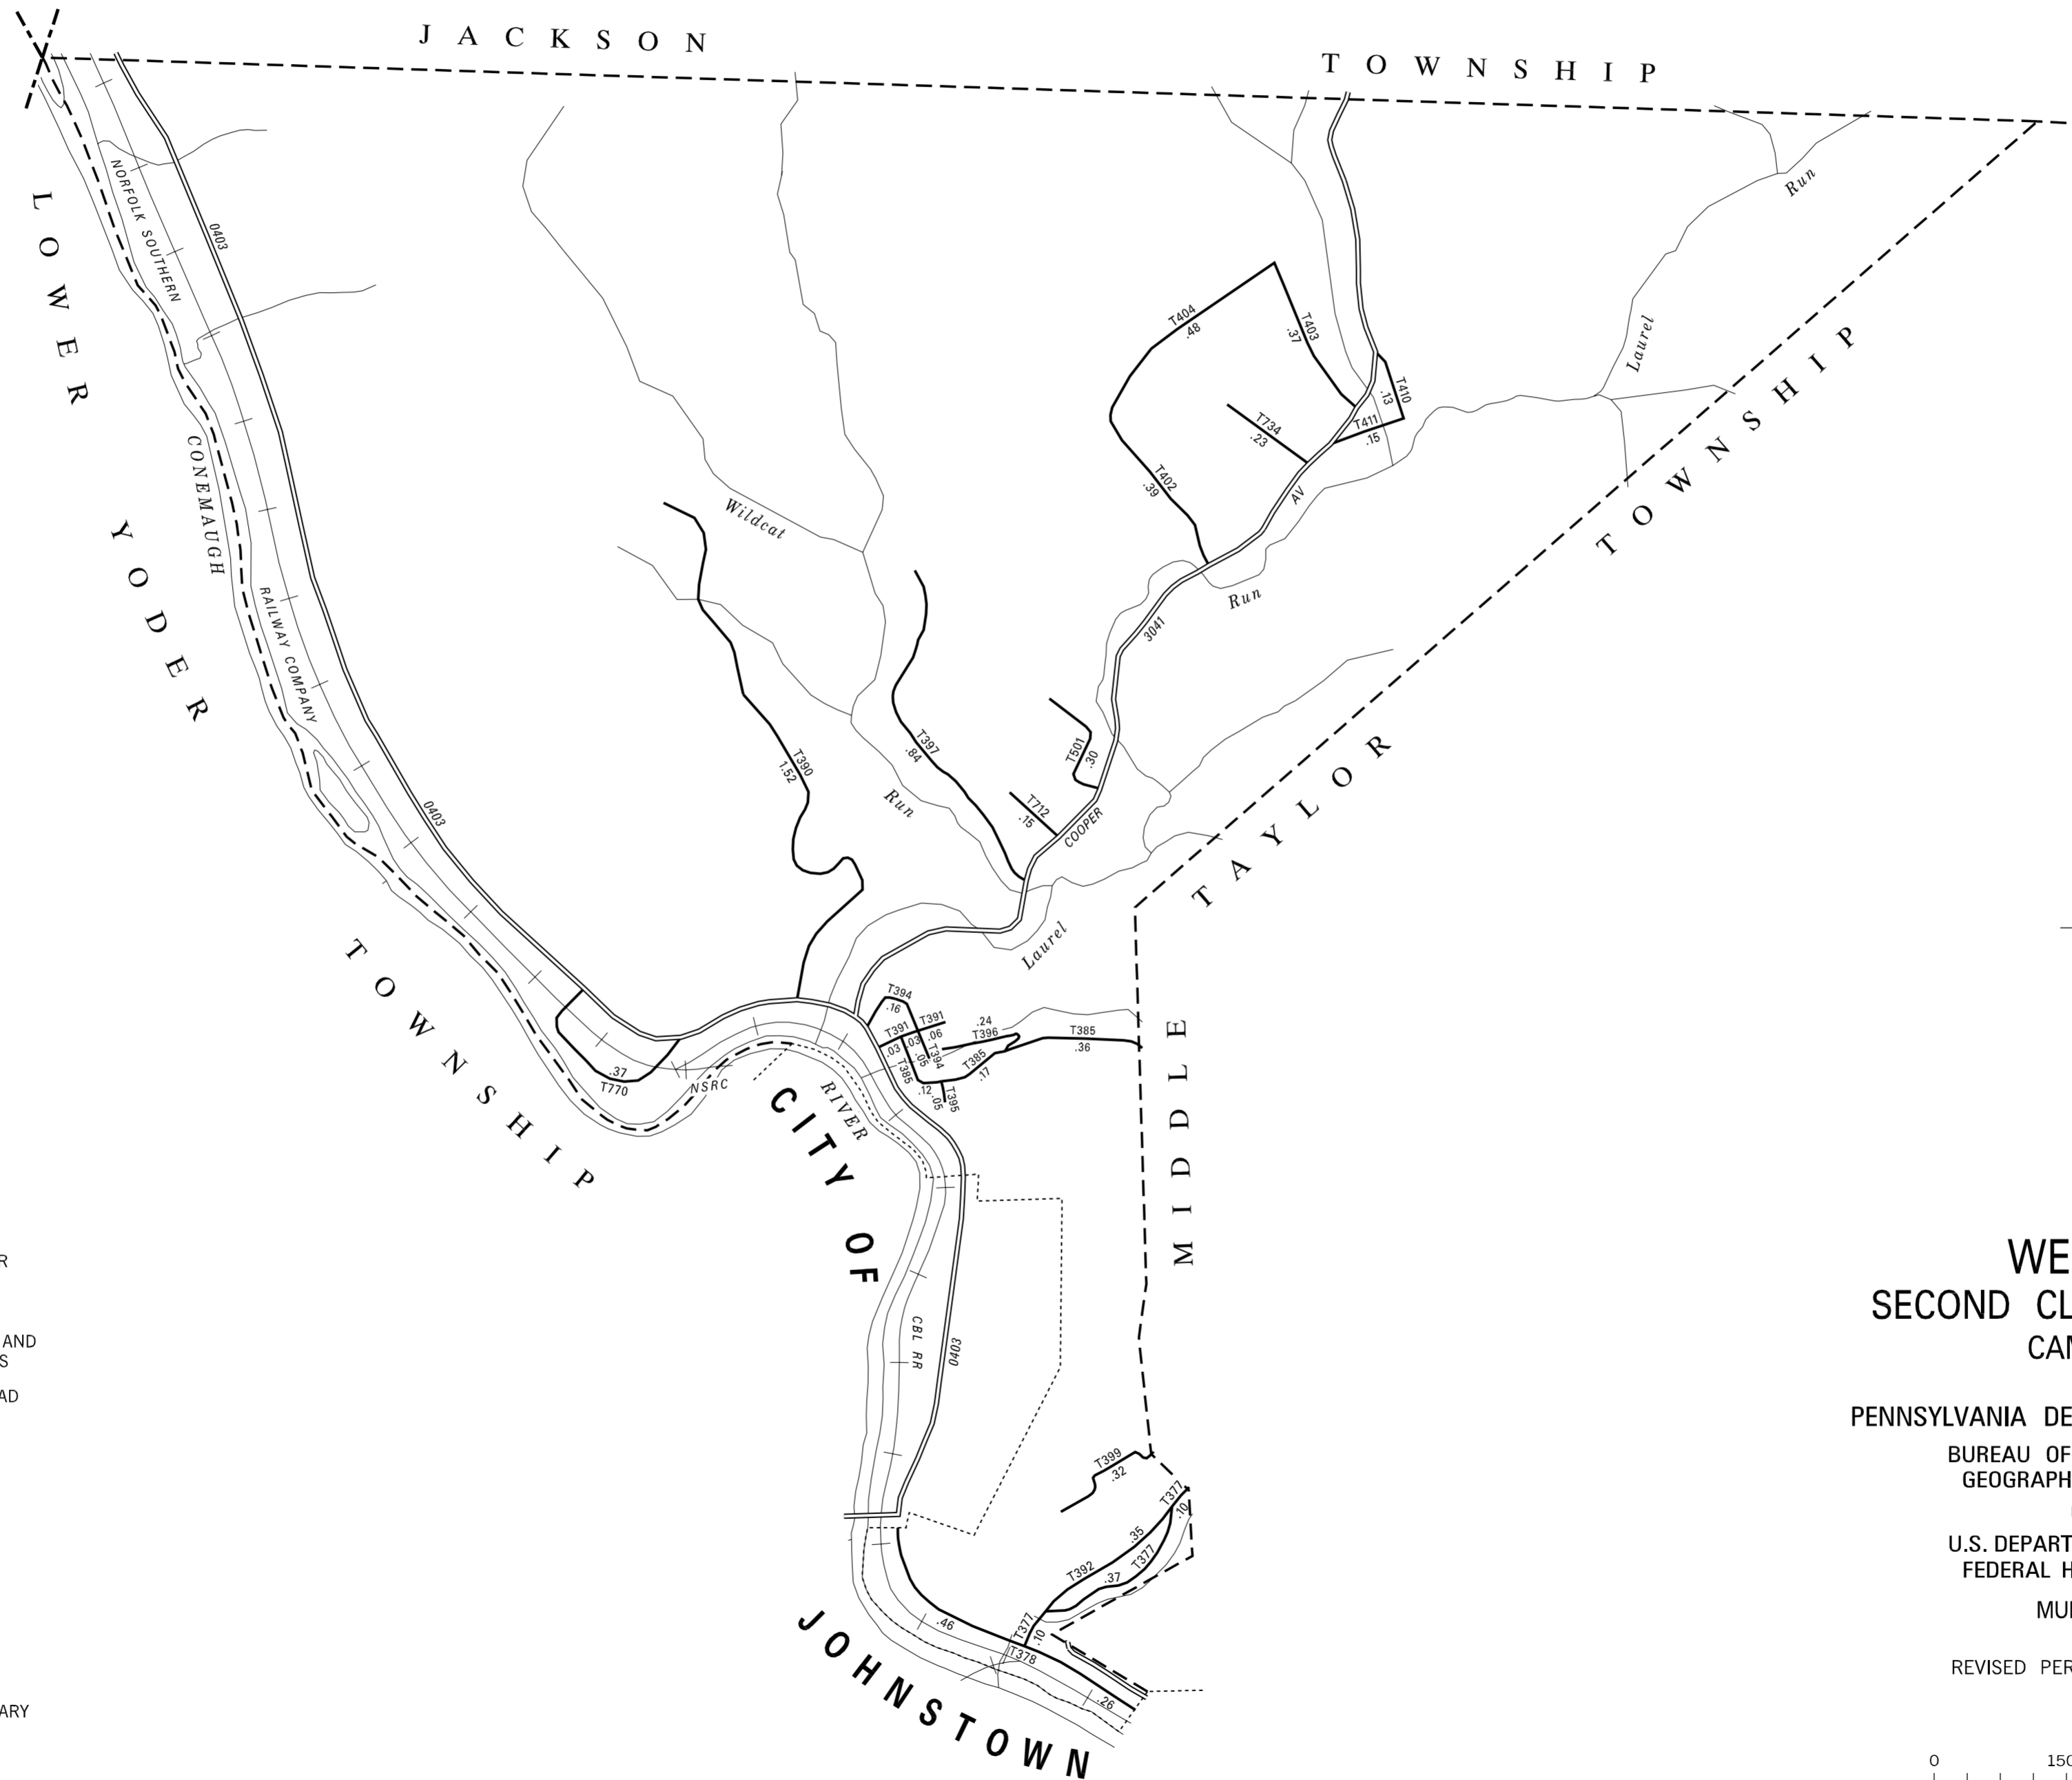 JACKSON
TOWNSHIP
LOWER
YODER
TOWNSHIP
NORFOLK SOUTHERN
RAILWAY COMPANY
0403
0403
CONEMAUGH
RIVER
Wildcat
Run
Laurel
Run
Run
Laurel
T404
.48
T403
.37
T410
.13
T411
.15
T734
.23
T402
.39
AV
3041
COOPER
T501
.30
T712
.15
T397
.84
T390
1.52
TAYLOR
TOWNSHIP
MIDDLE
T394
.16
T391
T391
.06
.03
.03
.05
T394
T385
.24
T396
T385
.17
T385
.36
.12
.05
T395
.37
T770
NSRC
CITY OF
CBL RR
0403
T399
.32
T377
.10
.35
T392
T377
.37
T377
.10
.46
T378
.26
JOHNSTOWN
R
AND
S
AD
ARY
WE
SECOND CL
CAM
PENNSYLVANIA DE
BUREAU OF
GEOGRAPH
U.S. DEPART
FEDERAL H
MU
REVISED PER
0 150